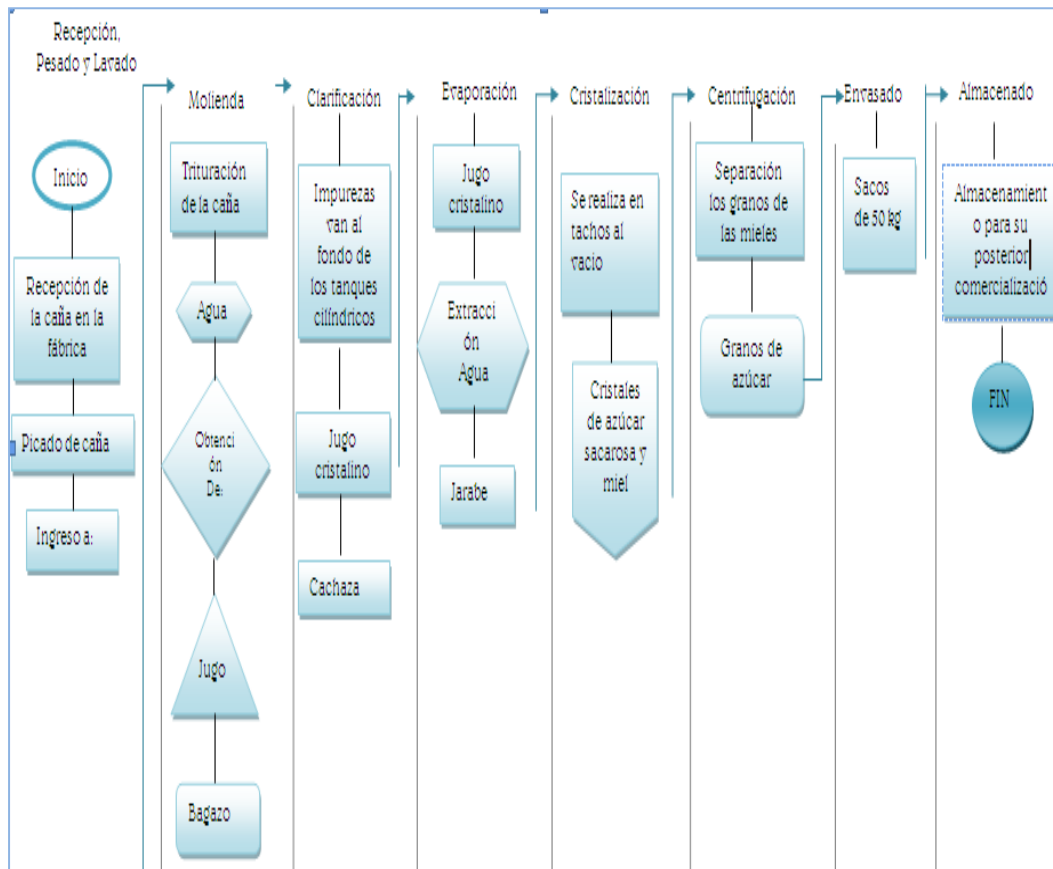 Recepción,
Pesado y Lavado
Inicio
Recepción de
la caña en la
fábrica
Picado de caña
Ingreso a:
Molienda
Trituración
de la caña
Agua
Obtenci
ón
De:
Jugo
Bagazo
Clarificación
Impurezas
van al
fondo de
los tanques
cilíndricos
Jugo
cristalino
Cachaza
Evaporación
Jugo
cristalino
Extracci
ón
Agua
Jarabe
Cristalización
Se realiza en
tachos al
vacio
Cristales
de azúcar
sacarosa y
miel
Centrifugación
Separación
los granos de
las mieles
Granos de
azúcar
Envasado
Sacos
de 50 kg
Almacenado
Almacenamient
o para su
posterior
comercializació
FIN